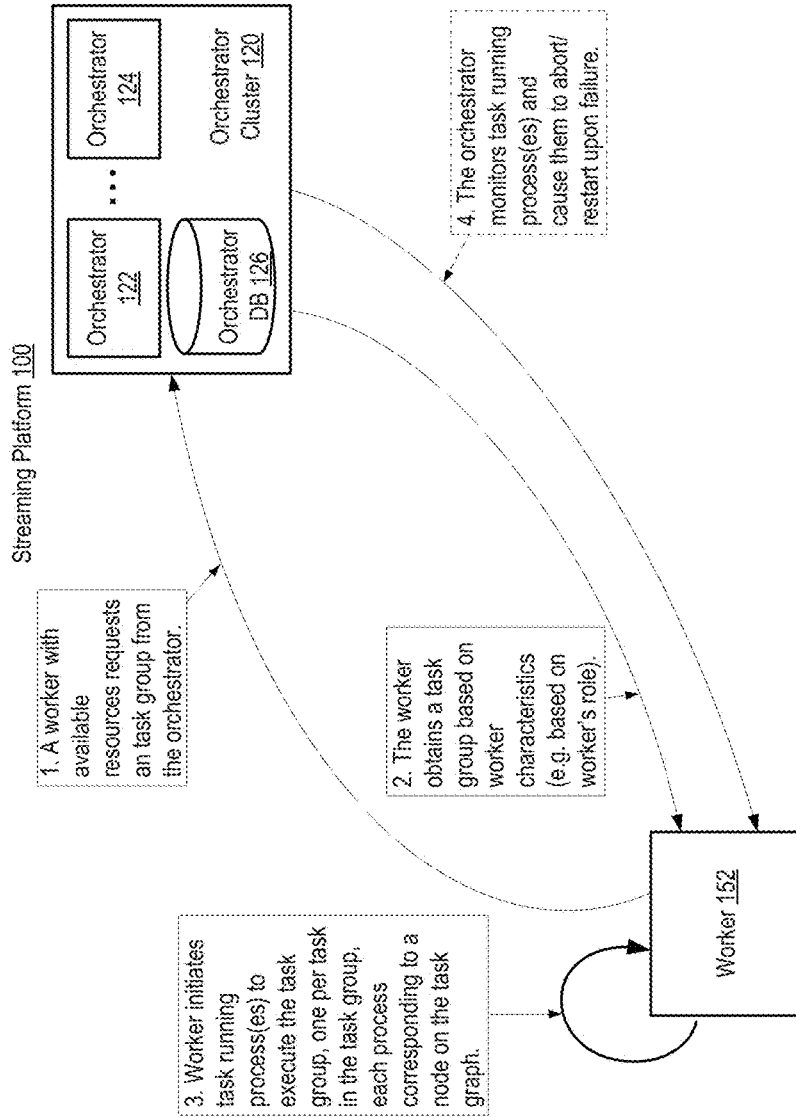 Streaming Platform 100
Orchestrator
122
Orchestrator
124
Orchestrator
DB 126
Orchestrator
Cluster 120
1. A worker with
available
resources requests
an task group from
the orchestrator.
2. The worker
obtains a task
group based on
worker
characteristics
(e.g. based on
worker's role).
3. Worker initiates
task running
process(es) to
execute the task
group, one per task
in the task group,
each process
corresponding to a
node on the task
graph.
4. The orchestrator
monitors task running
process(es) and
cause them to abort/
restart upon failure.
Worker 152